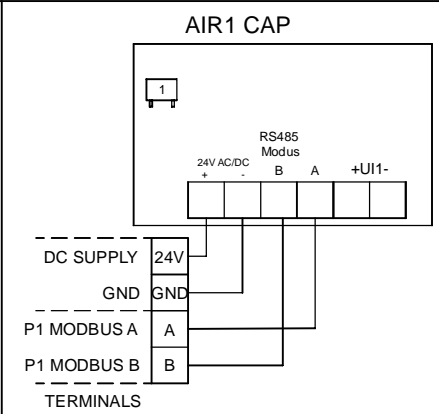 AIR1 CAP
1
RS485
Modus
24V AC/DC
+ - B A +UI1-
DC SUPPLY 24V
GND GND
P1 MODBUS A A
P1 MODBUS B B
TERMINALS